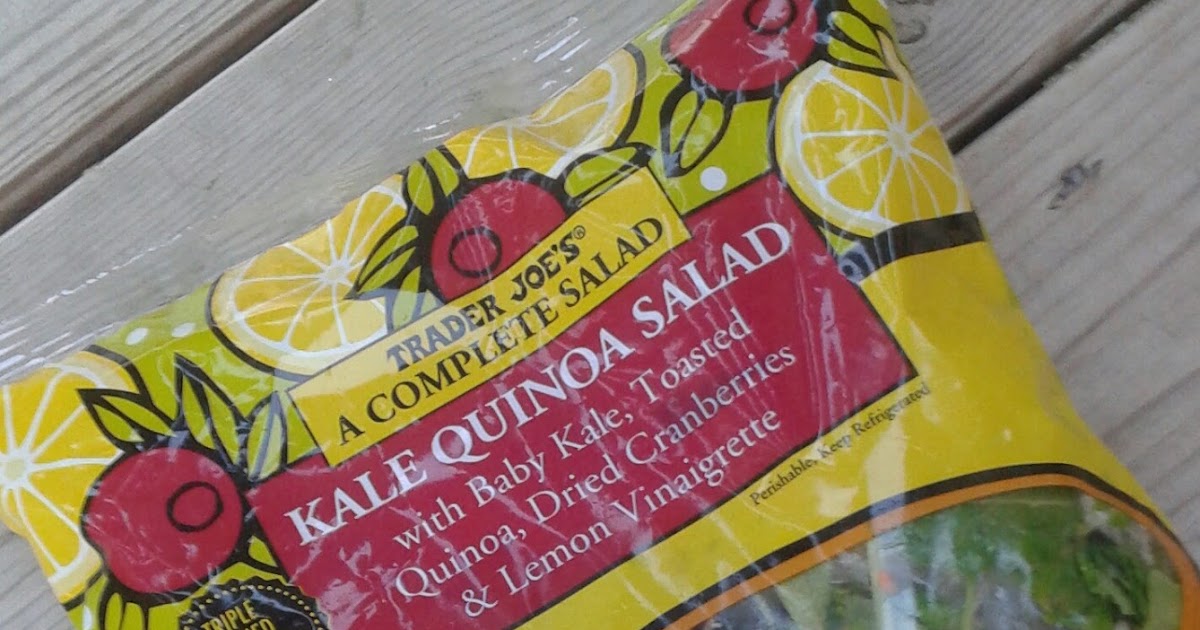 TRADER JOE'S®
A COMPLETE SALAD
KALE QUINOA SALAD
with Baby Kale, Toasted
Quinoa, Dried Cranberries
& Lemon Vinaigrette
Perishable, Keep Refrigerated
TRIPLE